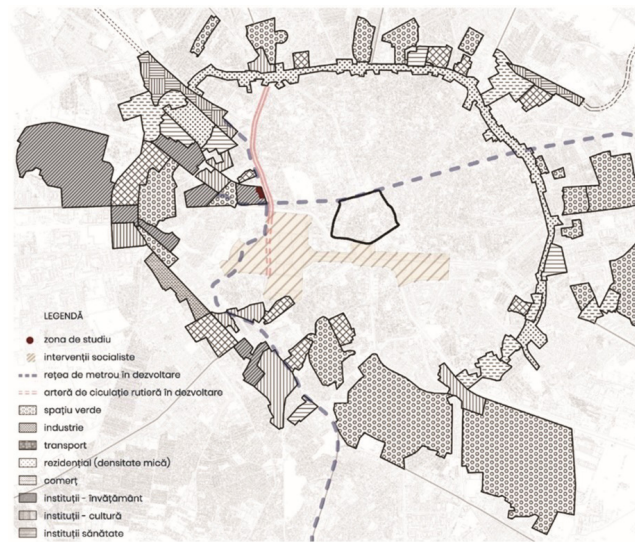 LEGENDĂ
zona de studiu
intervenții socialiste
rețea de metrou în dezvoltare
arteră de ciculație rutieră în dezvoltare
spațiu verde
industrie
transport
rezidențial (densitate mică)
comerț
instituții - învățământ
instituții - cultură
instituții sănătate